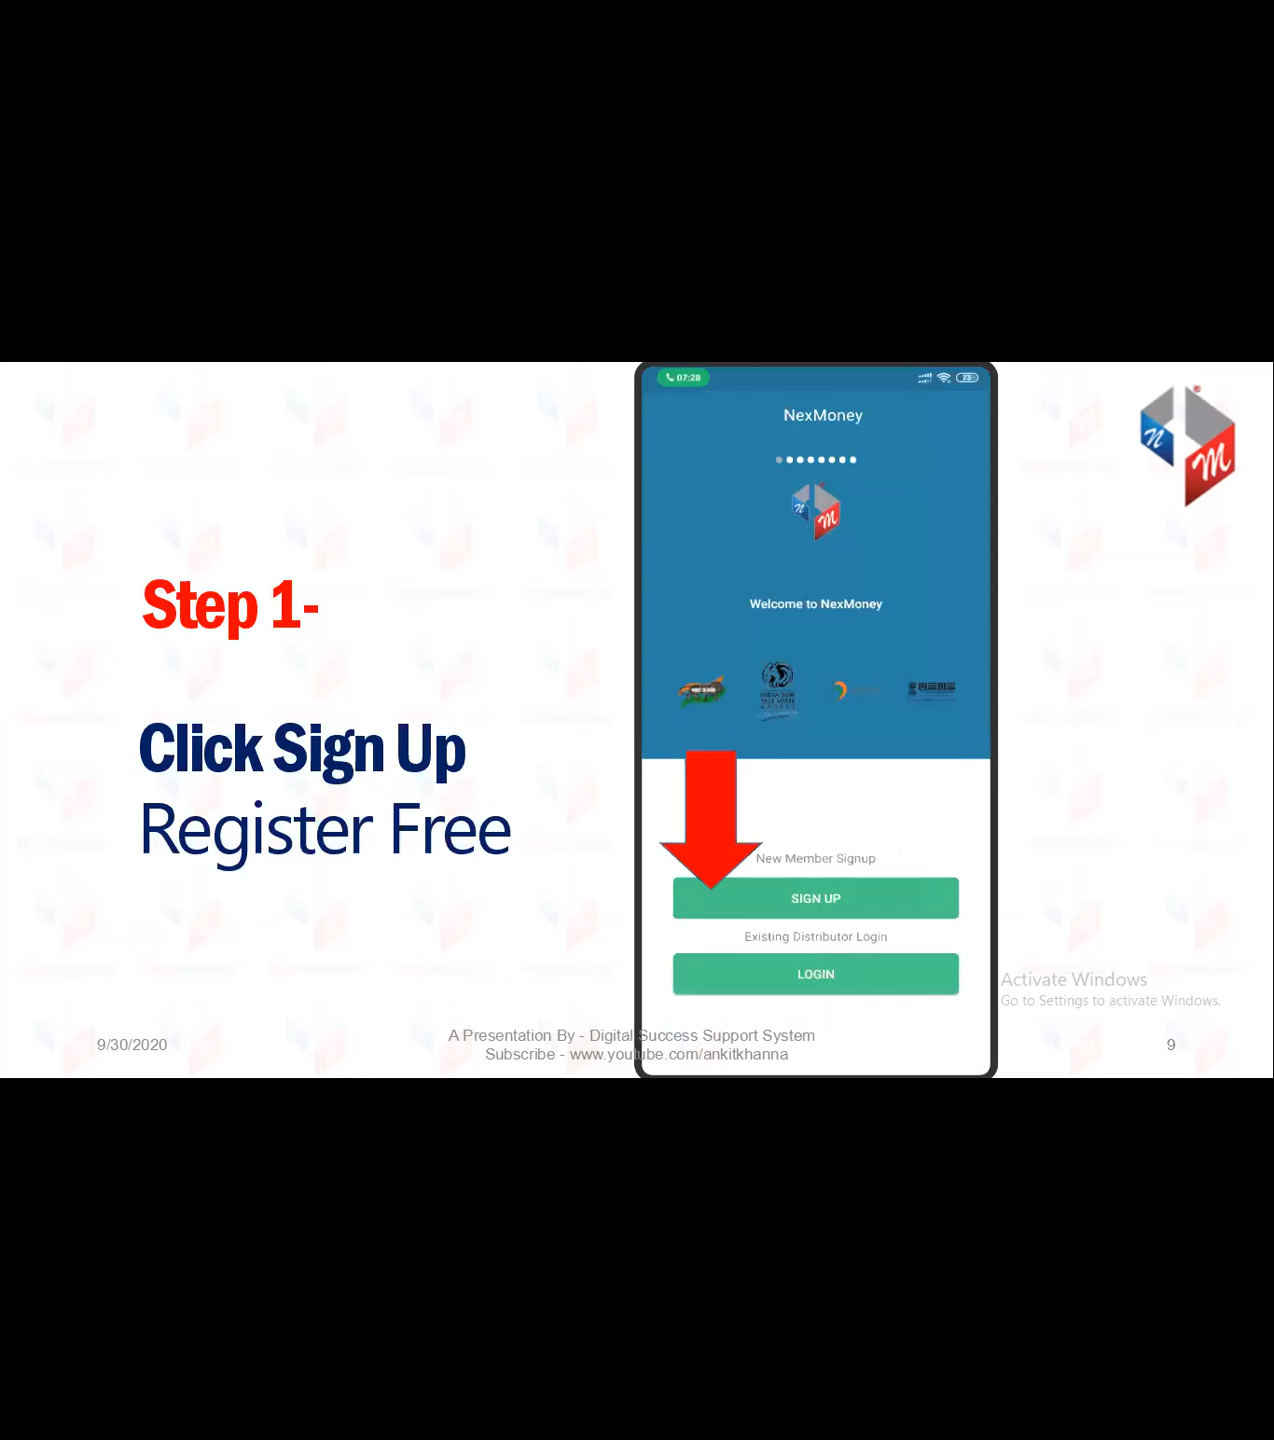 07:28
23
NexMoney
n
m
n
m
Welcome to NexMoney
Step 1-
Click Sign Up
Register Free
New Member Signup
SIGN UP
Existing Distributor Login
LOGIN
Activate Windows
Go to Settings to activate Windows.
9/30/2020
A Presentation By - Digital Success Support System
Subscribe - www.youtube.com/ankitkhanna
9